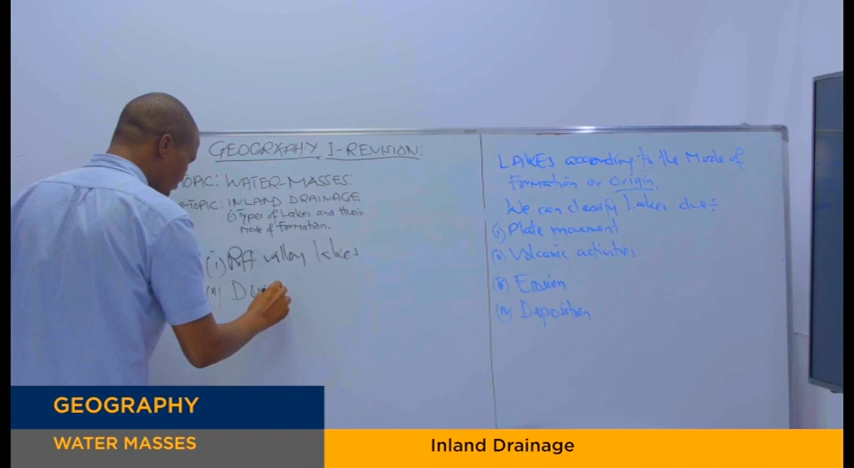 GEOGRAPHY I-REVISION:
TOPIC: WATER-MASSES:
TOPIC: INLAND DRAINAGE
(i) Types of Lakes and their
mode of formation.
(i) Rift valley lakes
(ii)
LAKES according to the Mode of
Formation or Origin.
We can classify Lakes due:
(i) Plate movement
(ii) Volcanic activities
(iii) Erosion
(iv) Deposition
GEOGRAPHY
WATER MASSES
Inland Drainage